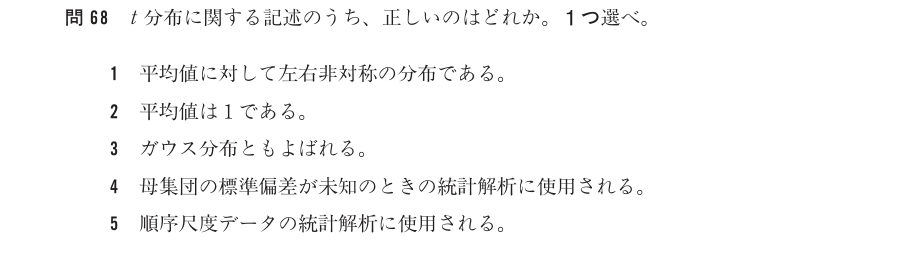 問 68 t 分布に関する記述のうち、正しいのはどれか。1つ選べ。
1 平均値に対して左右非対称の分布である。
2 平均値は1である。
3 ガウス分布ともよばれる。
4 母集団の標準偏差が未知のときの統計解析に使用される。
5 順序尺度データの統計解析に使用される。